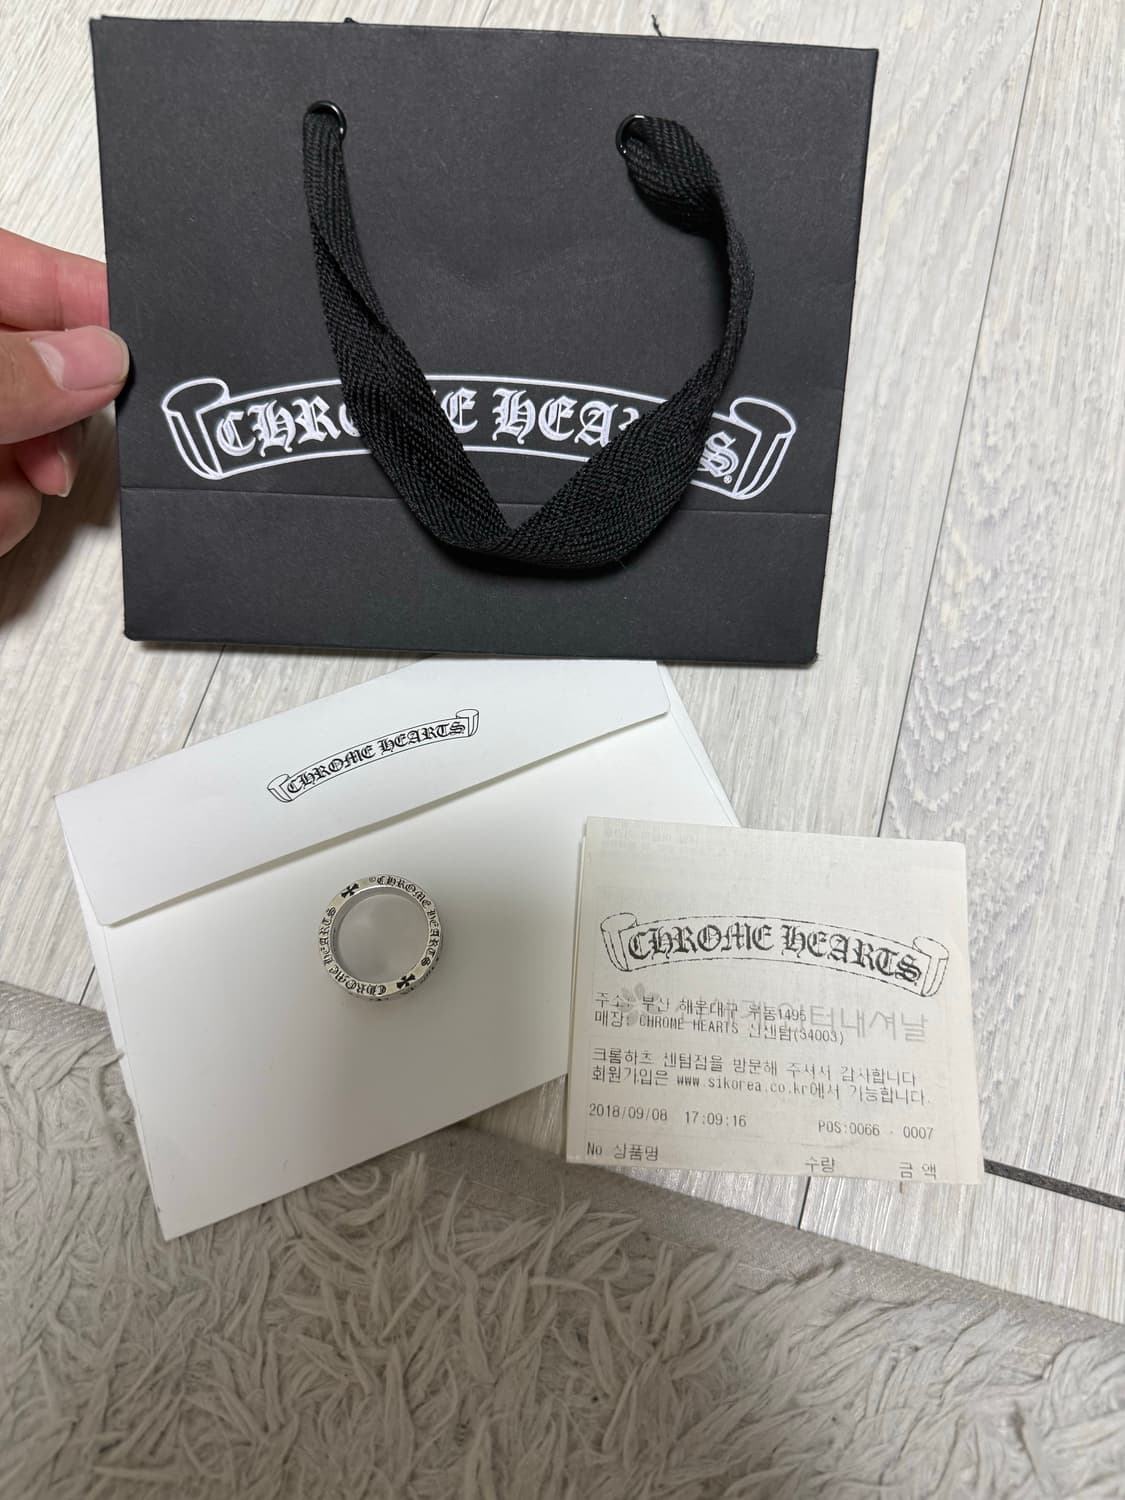 CHROME HEARTS
CHROME HEARTS
©CHROME HEARTS
CHROME HEARTS
CHROME HEARTS
주소: 부산 해운대구 우동1495
매장: CHROME HEARTS 신센텀(34003)
터내셔날
크롬하츠 센텀점을 방문해 주셔서 감사합니다
회원가입은 www.sikorea.co.kr에서 가능합니다.
2018/09/08 17:09:16 POS:0066 - 0007
No 상품명 수량 금 액